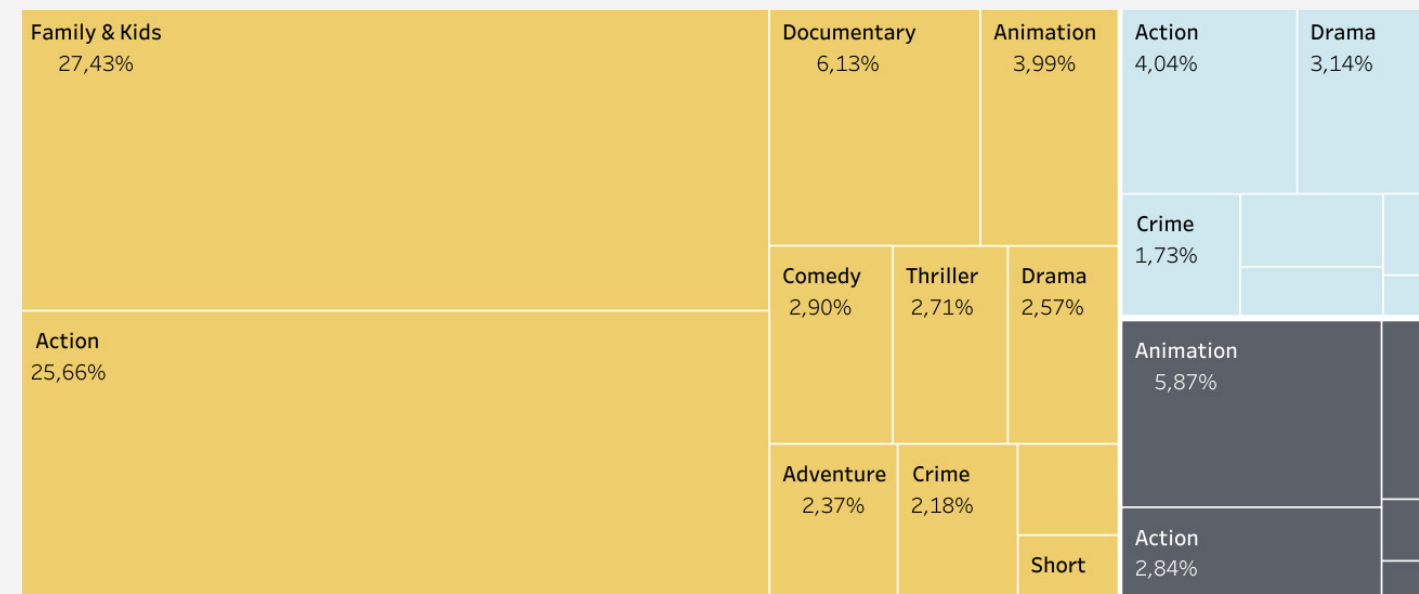 Family & Kids
27,43%
Action
25,66%
Documentary
6,13%
Animation
3,99%
Comedy
2,90%
Thriller
2,71%
Drama
2,57%
Adventure
2,37%
Crime
2,18%
Short
Action
4,04%
Drama
3,14%
Crime
1,73%
Animation
5,87%
Action
2,84%